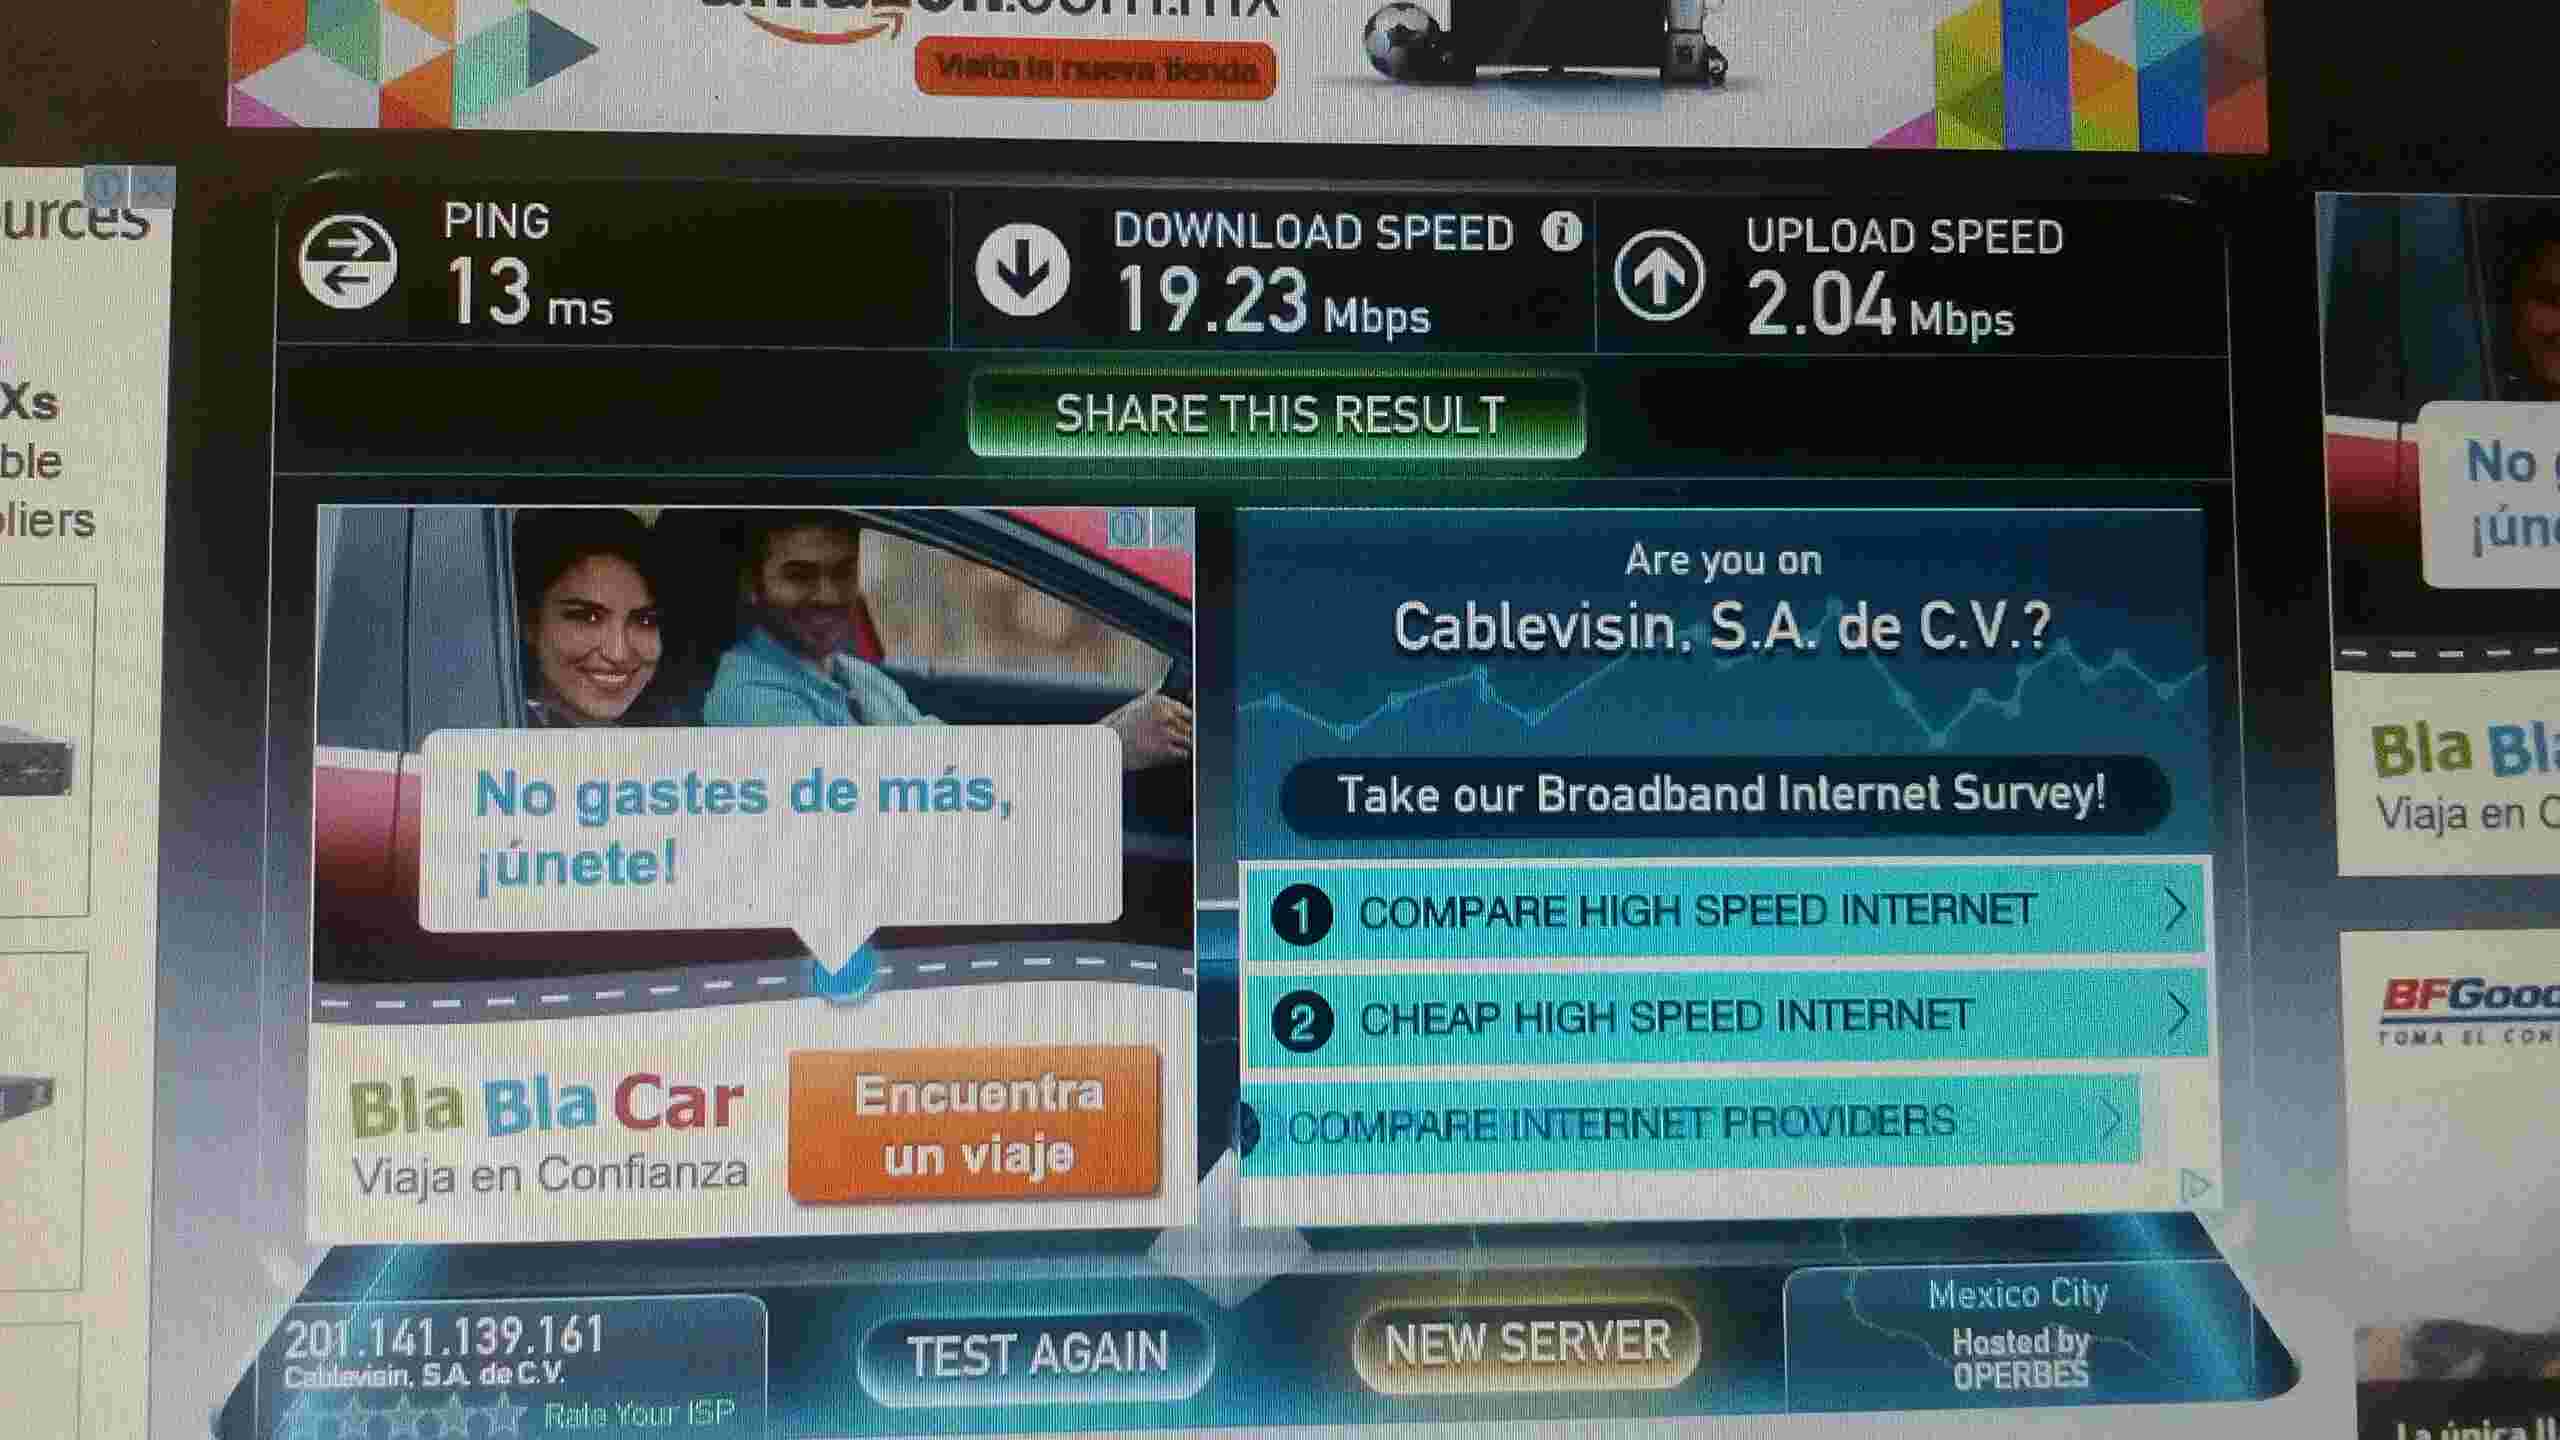 amazon.com.mx
Visita la nueva tienda
urces
Xs
ble
liers
PING
13 ms
DOWNLOAD SPEED
19.23 Mbps
UPLOAD SPEED
2.04 Mbps
SHARE THIS RESULT
No gastes de más,
¡únete!
Bla Bla Car
Viaja en Confianza
Encuentra
un viaje
Are you on
Cablevisin, S.A. de C.V.?
Take our Broadband Internet Survey!
1 COMPARE HIGH SPEED INTERNET
2 CHEAP HIGH SPEED INTERNET
COMPARE INTERNET PROVIDERS
201.141.139.161
Cablevisin, S.A. de C.V.
Rate Your ISP
TEST AGAIN
NEW SERVER
Mexico City
Hosted by
OPERBES
No g
¡úne
Bla Bla
Viaja en C
BFGood
TOMA EL CON
La única ll